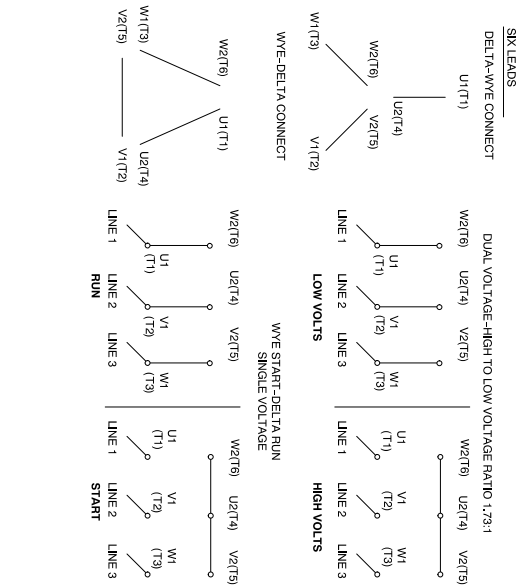 SIX LEADS
DELTA-WYE CONNECT
U1(T1)
U2(T4)
W2(T6)
V2(T5)
W1(T3)
V1(T2)
DUAL VOLTAGE-HIGH TO LOW VOLTAGE RATIO 1.73:1
W2(T6) U2(T4) V2(T5)
U1 V1 W1
(T1) (T2) (T3)
LINE 1 LINE 2 LINE 3
LOW VOLTS
W2(T6) U2(T4) V2(T5)
U1 V1 W1
(T1) (T2) (T3)
LINE 1 LINE 2 LINE 3
HIGH VOLTS
WYE-DELTA CONNECT
W2(T6) U1(T1)
W1(T3) U2(T4)
V2(T5) V1(T2)
WYE START-DELTA RUN
SINGLE VOLTAGE
W2(T6) U2(T4) V2(T5)
U1 V1 W1
(T1) (T2) (T3)
LINE 1 LINE 2 LINE 3
RUN
W2(T6) U2(T4) V2(T5)
U1 V1 W1
(T1) (T2) (T3)
LINE 1 LINE 2 LINE 3
START